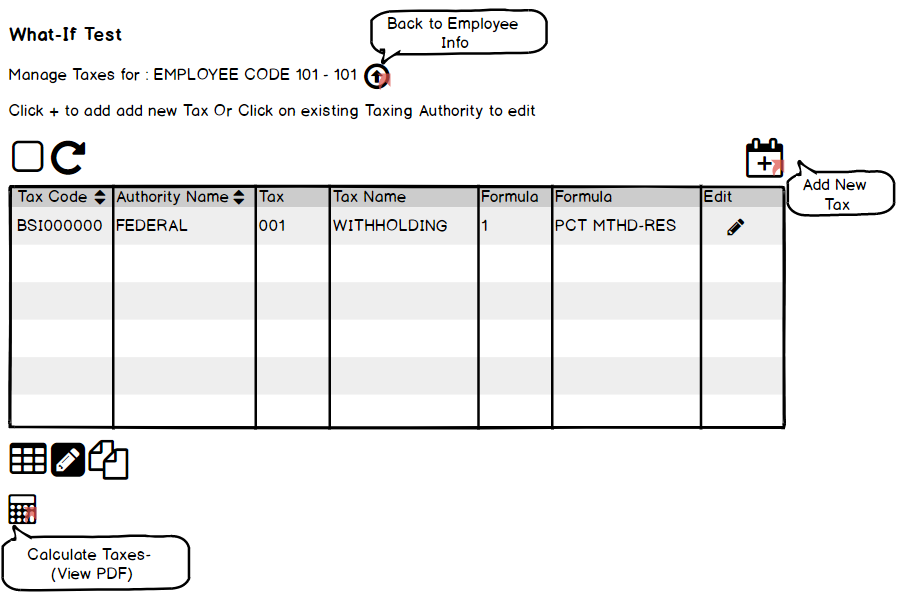 Back to Employee
Info
What-If Test
Manage Taxes for : EMPLOYEE CODE 101 - 101
Click + to add add new Tax Or Click on existing Taxing Authority to edit
Add New
Tax
Tax Code Authority Name Tax Tax Name Formula Formula Edit
BSI000000 FEDERAL 001 WITHHOLDING 1 PCT MTHD-RES
Calculate Taxes-
(View PDF)